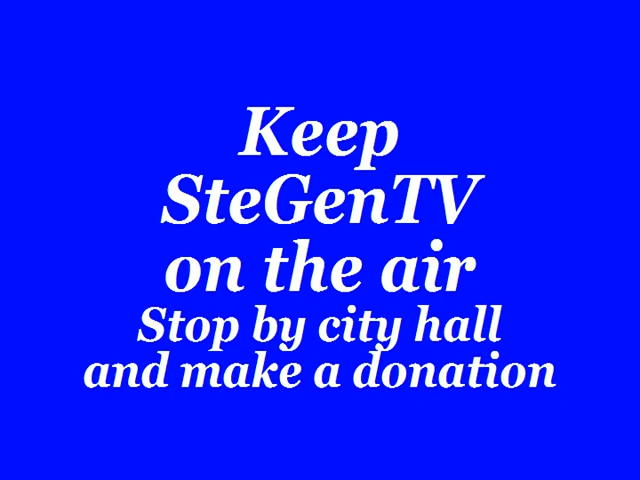 Keep
SteGenTV
on the air
Stop by city hall
and make a donation